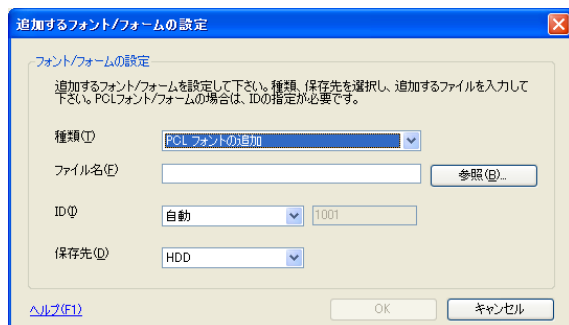 追加するフォント/フォームの設定
フォント/フォームの設定
追加するフォント/フォームを設定して下さい。種類、保存先を選択し、追加するファイルを入力して
下さい。PCLフォント/フォームの場合は、IDの指定が必要です。
種類(T) PCL フォントの追加
ファイル名(F) 参照(B)...
ID(I) 自動 1001
保存先(D) HDD
ヘルプ(F1) OK キャンセル